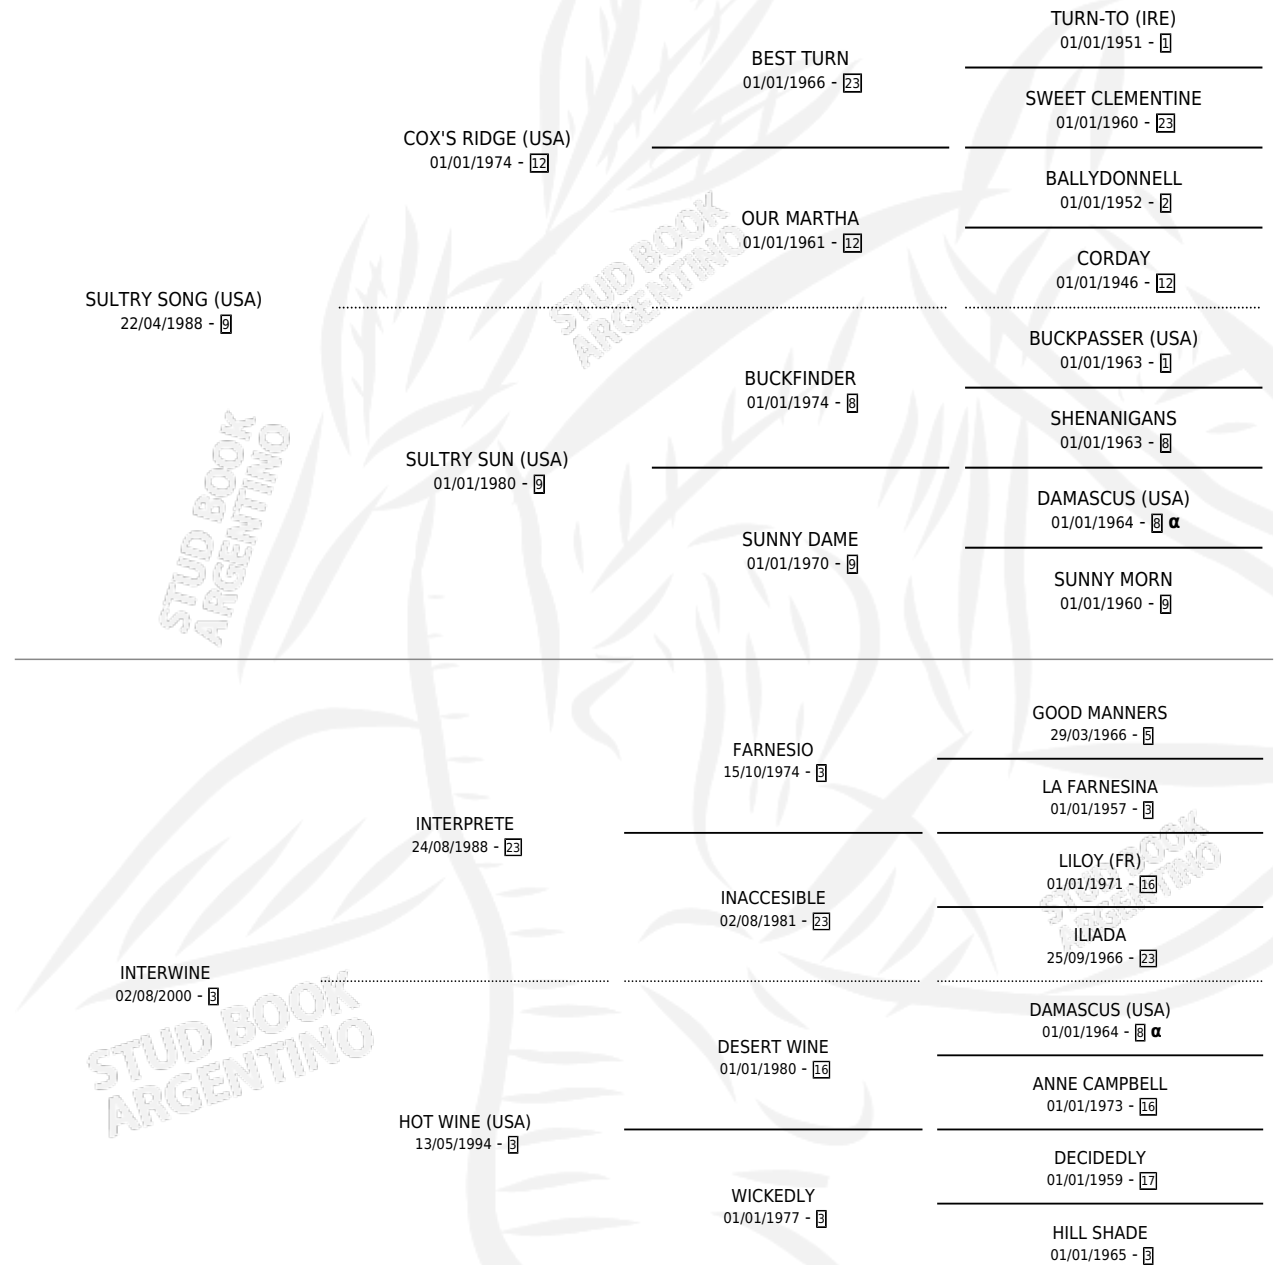 TURN-TO (IRE)
01/01/1951 - 1
BEST TURN
01/01/1966 - 23
SWEET CLEMENTINE
01/01/1960 - 23
COX'S RIDGE (USA)
01/01/1974 - 12
BALLYDONNELL
01/01/1952 - 2
OUR MARTHA
01/01/1961 - 12
CORDAY
01/01/1946 - 12
SULTRY SONG (USA)
22/04/1988 - 9
BUCKPASSER (USA)
01/01/1963 - 1
BUCKFINDER
01/01/1974 - 8
SHENANIGANS
01/01/1963 - 8
SULTRY SUN (USA)
01/01/1980 - 9
DAMASCUS (USA)
01/01/1964 - 8 α
SUNNY DAME
01/01/1970 - 9
SUNNY MORN
01/01/1960 - 9
GOOD MANNERS
29/03/1966 - 5
FARNESIO
15/10/1974 - 3
LA FARNESINA
01/01/1957 - 3
INTERPRETE
24/08/1988 - 23
LILOY (FR)
01/01/1971 - 16
INACCESIBLE
02/08/1981 - 23
ILIADA
25/09/1966 - 23
INTERWINE
02/08/2000 - 3
DAMASCUS (USA)
01/01/1964 - 8 α
DESERT WINE
01/01/1980 - 16
ANNE CAMPBELL
01/01/1973 - 16
HOT WINE (USA)
13/05/1994 - 3
DECIDEDLY
01/01/1959 - 17
WICKEDLY
01/01/1977 - 3
HILL SHADE
01/01/1965 - 3
STUD BOOK
ARGENTINO
STUD BOOK
ARGENTINO
STUD BOOK
ARGENTINO
STUD BOOK
ARGENTINO